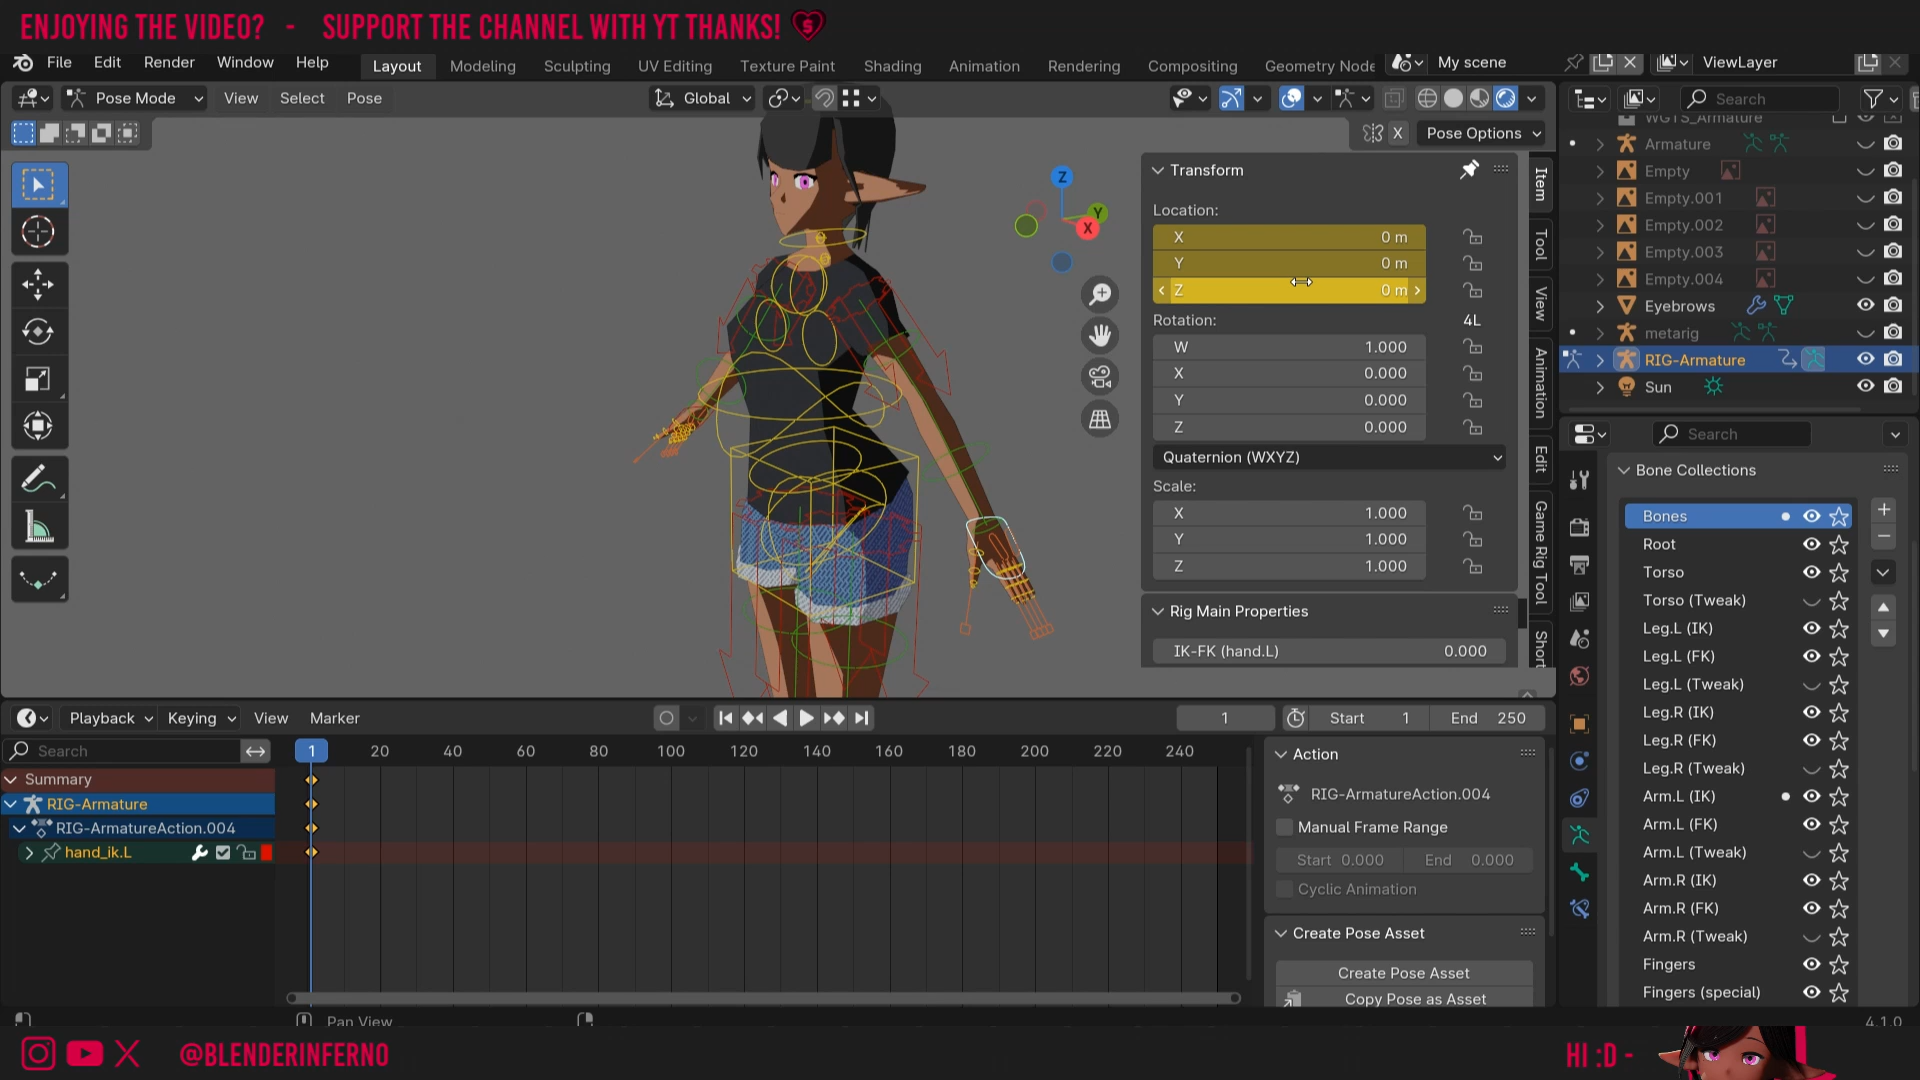 ENJOYING THE VIDEO? - SUPPORT THE CHANNEL WITH YT THANKS!
File Edit Render Window Help Layout Modeling Sculpting UV Editing Texture Paint Shading Animation Rendering Compositing Geometry Node My scene ViewLayer
Pose Mode View Select Pose Global Search
X Pose Options
WGTS_Armature
Armature
Empty
Empty.001
Empty.002
Empty.003
Empty.004
Eyebrows
metarig
RIG-Armature
Sun
Z
Y
X
Transform
Location:
X 0 m
Y 0 m
Z 0 m
Rotation: 4L
W 1.000
X 0.000
Y 0.000
Z 0.000
Quaternion (WXYZ)
Scale:
X 1.000
Y 1.000
Z 1.000
Rig Main Properties
IK-FK (hand.L) 0.000
Item
Tool
View
Animation
Edit
Game Rig Tool
Short
Search
Bone Collections
Bones
Root
Torso
Torso (Tweak)
Leg.L (IK)
Leg.L (FK)
Leg.L (Tweak)
Leg.R (IK)
Leg.R (FK)
Leg.R (Tweak)
Arm.L (IK)
Arm.L (FK)
Arm.L (Tweak)
Arm.R (IK)
Arm.R (FK)
Arm.R (Tweak)
Fingers
Fingers (special)
Playback Keying View Marker 1 Start 1 End 250
Search 1 20 40 60 80 100 120 140 160 180 200 220 240
Summary
RIG-Armature
RIG-ArmatureAction.004
hand_ik.L
Action
RIG-ArmatureAction.004
Manual Frame Range
Start 0.000 End 0.000
Cyclic Animation
Create Pose Asset
Create Pose Asset
Copy Pose as Asset
Pan View 4.1.0
@BLENDERINFERNO HI :D -